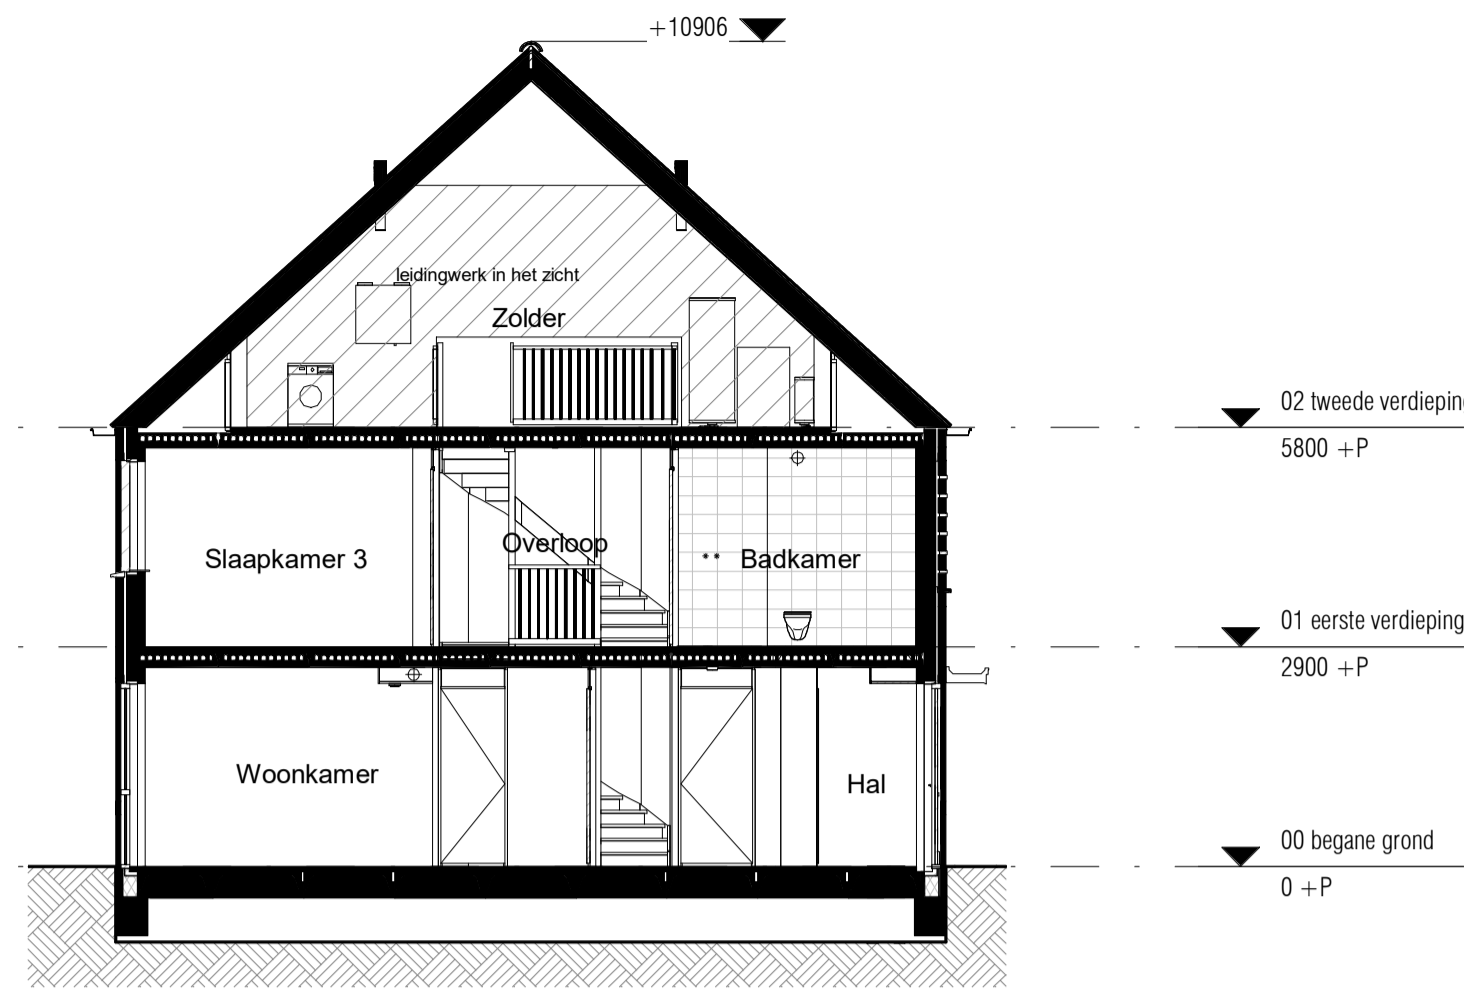 +10906
leidingwerk in het zicht
Zolder
02 tweede verdieping
5800 +P
Slaapkamer 3
Overloop
Badkamer
01 eerste verdieping
2900 +P
Woonkamer
Hal
00 begane grond
0 +P